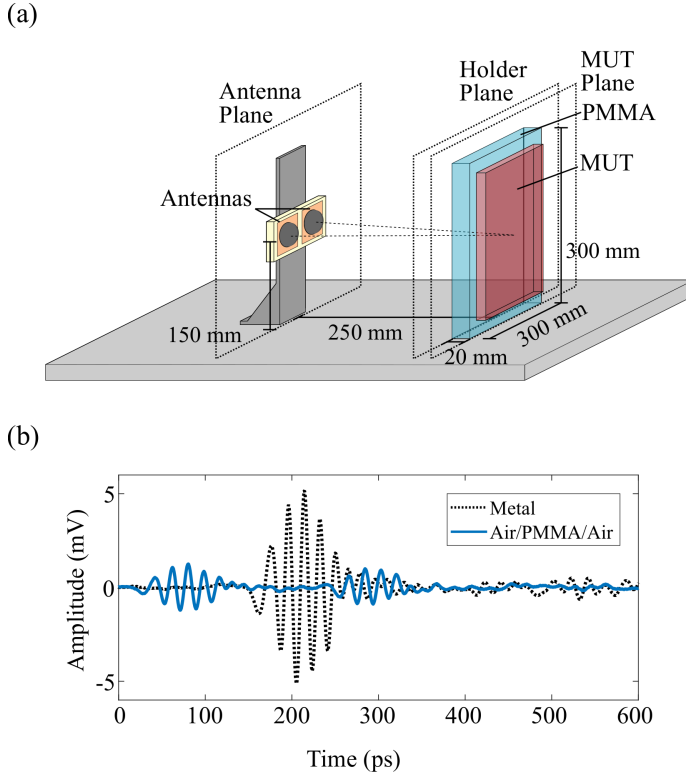 (a)
Antenna
Plane
Holder
Plane
MUT
Plane
PMMA
MUT
Antennas
300 mm
150 mm
250 mm
300 mm
20 mm
(b)
Metal
Air/PMMA/Air
Amplitude (mV)
5
0
-5
0 100 200 300 400 500 600
Time (ps)